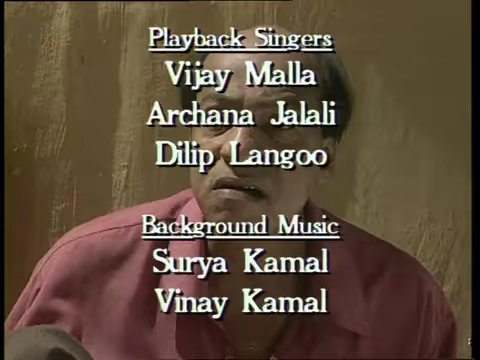 Playback Singers
Vijay Malla
Archana Jalali
Dilip Langoo
Background Music
Surya Kamal
Vinay Kamal